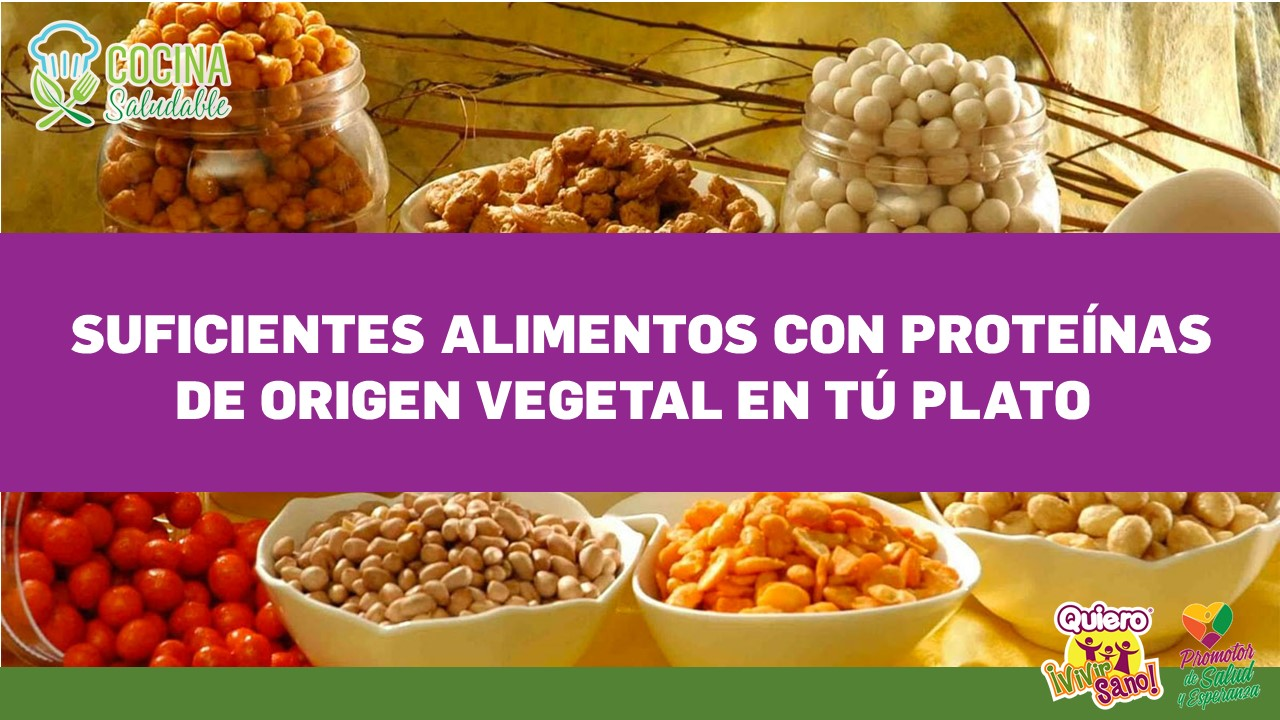 COCINA
Saludable
SUFICIENTES ALIMENTOS CON PROTEÍNAS
DE ORIGEN VEGETAL EN TÚ PLATO
Quiero
¡Vivir
Sano!
Promotor
de Salud
y Esperanza